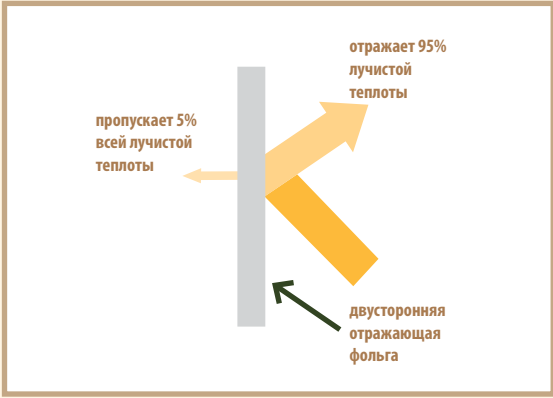 отражает 95%
лучистой
теплоты
пропускает 5%
всей лучистой
теплоты
двусторонняя
отражающая
фольга